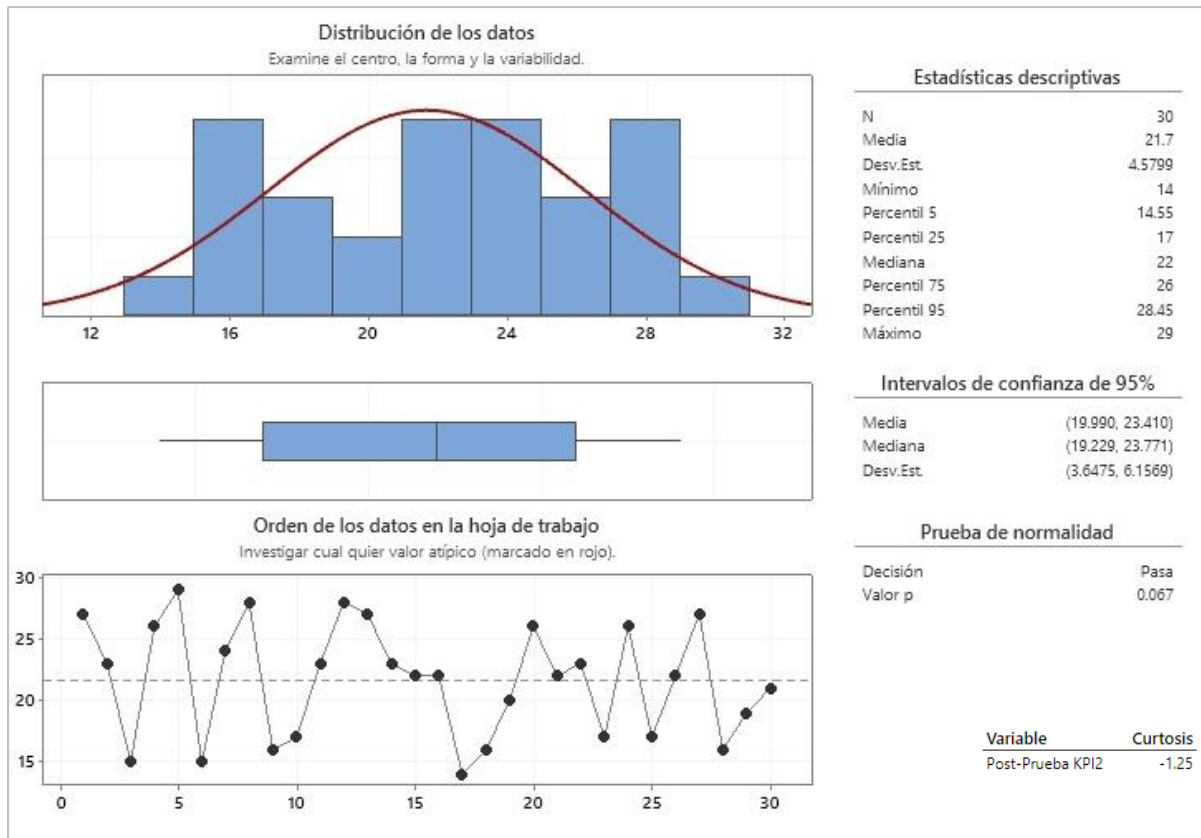 Distribución de los datos
Examine el centro, la forma y la variabilidad.
12 16 20 24 28 32
Orden de los datos en la hoja de trabajo
Investigar cual quier valor atípico (marcado en rojo).
30
25
20
15
0 5 10 15 20 25 30
Estadísticas descriptivas
N 30
Media 21.7
Desv.Est. 4.5799
Mínimo 14
Percentil 5 14.55
Percentil 25 17
Mediana 22
Percentil 75 26
Percentil 95 28.45
Máximo 29
Intervalos de confianza de 95%
Media (19.990, 23.410)
Mediana (19.229, 23.771)
Desv.Est. (3.6475, 6.1569)
Prueba de normalidad
Decisión Pasa
Valor p 0.067
Variable Curtosis
Post-Prueba KPI2 -1.25